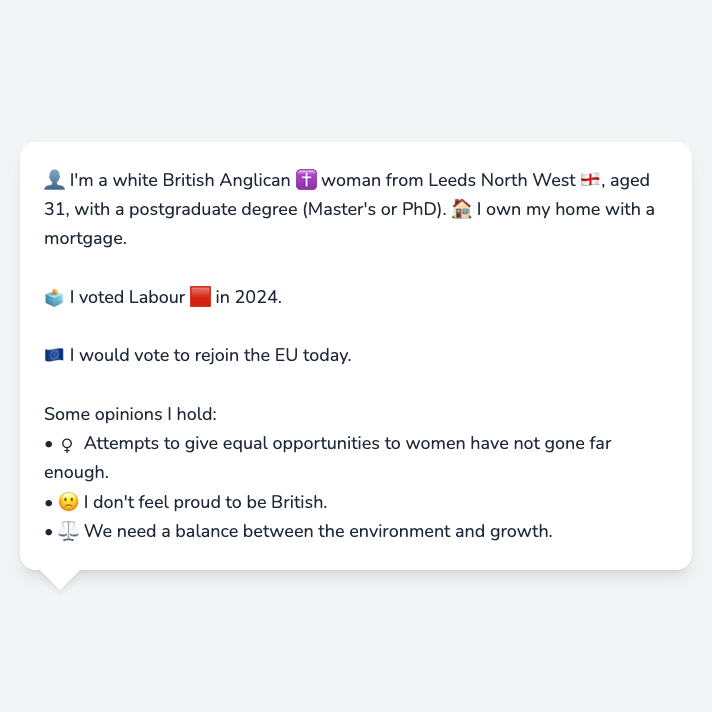 👤 I'm a white British Anglican ✝️ woman from Leeds North West 🏴󠁧󠁢󠁥󠁮󠁧󠁿, aged
31, with a postgraduate degree (Master's or PhD). 🏠 I own my home with a
mortgage.
🗳️ I voted Labour 🟥 in 2024.
🇪🇺 I would vote to rejoin the EU today.
Some opinions I hold:
• ♀ Attempts to give equal opportunities to women have not gone far
enough.
• 🙁 I don't feel proud to be British.
• ⚖️ We need a balance between the environment and growth.